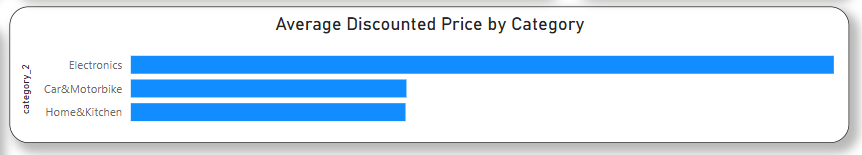 Average Discounted Price by Category
category_2
Electronics
Car&Motorbike
Home&Kitchen